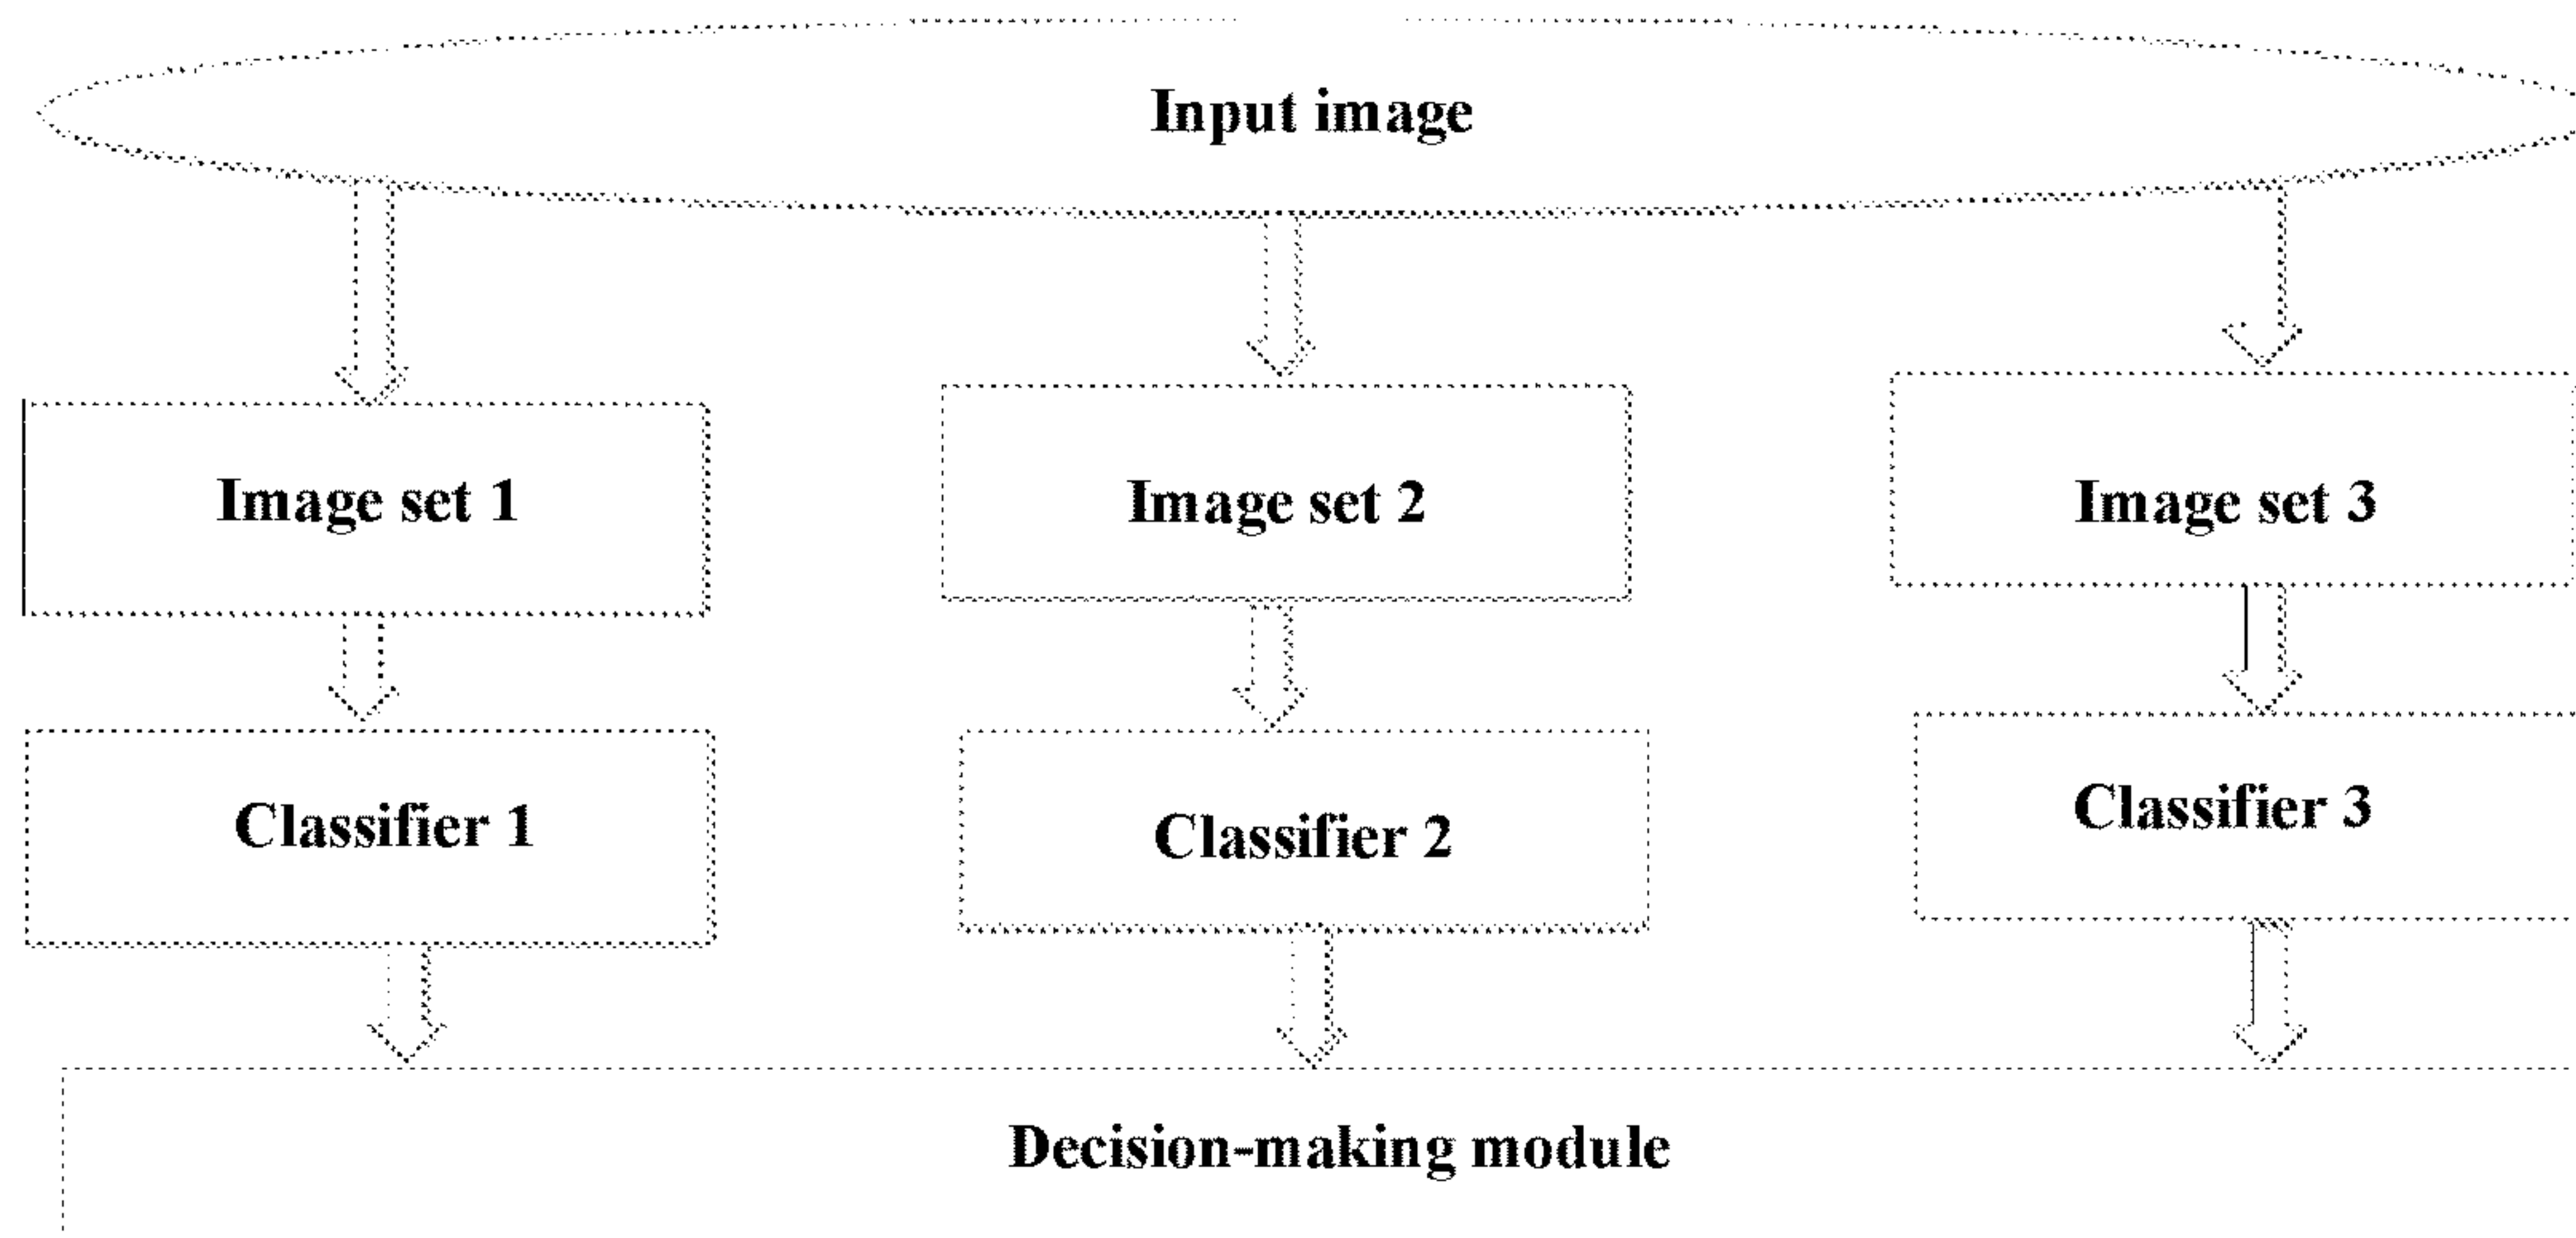 Input image
Image set 1
Image set 2
Image set 3
Classifier 1
Classifier 2
Classifier 3
Decision-making module